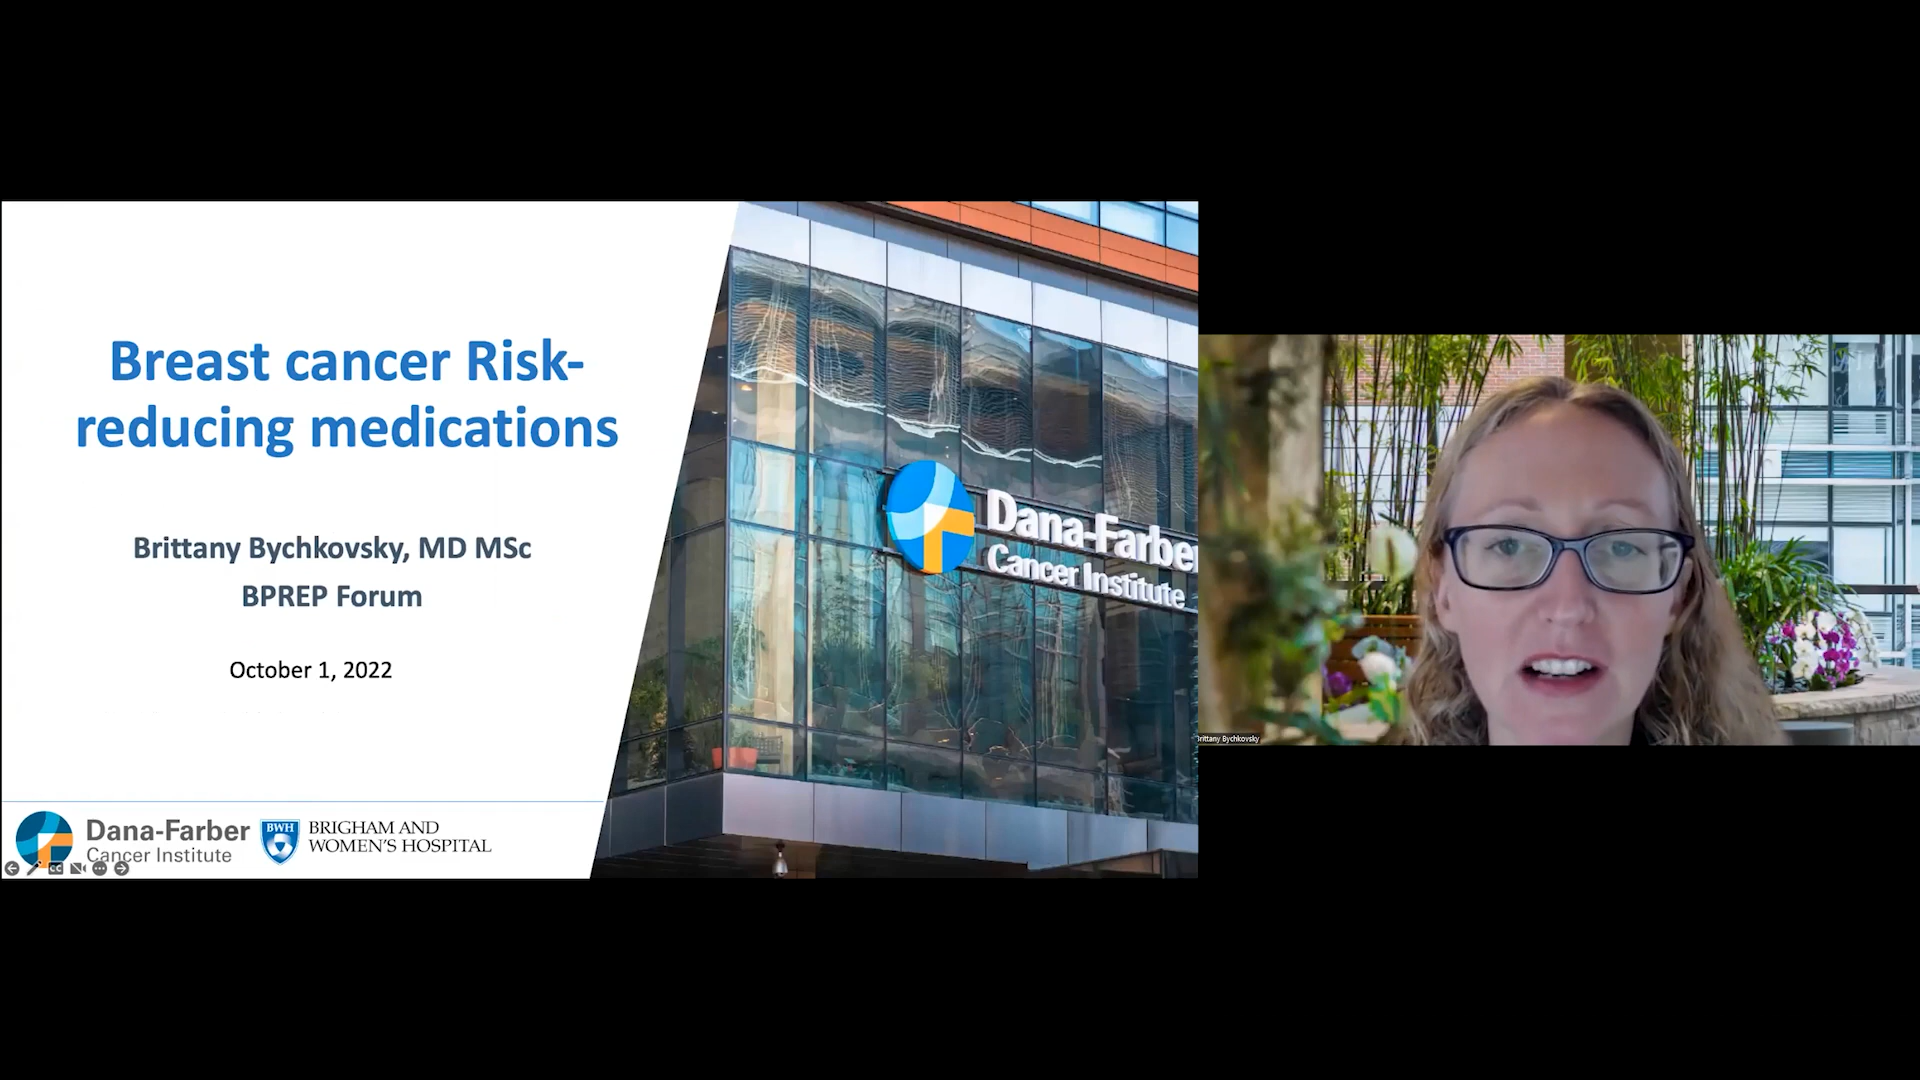 Breast cancer Risk-
reducing medications
Brittany Bychkovsky, MD MSc
BPREP Forum
October 1, 2022
Dana-Farber
Cancer Institute
BWH
BRIGHAM AND
WOMEN'S HOSPITAL
CC
Dana-Farber
Cancer Institute
Brittany Bychkovsky